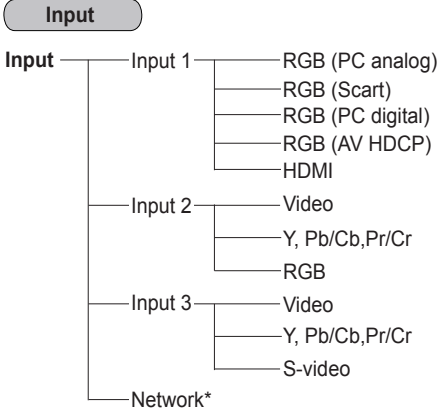 Input
Input Input 1 RGB (PC analog)
RGB (Scart)
RGB (PC digital)
RGB (AV HDCP)
HDMI
Input 2 Video
Y, Pb/Cb,Pr/Cr
RGB
Input 3 Video
Y, Pb/Cb,Pr/Cr
S-video
Network*